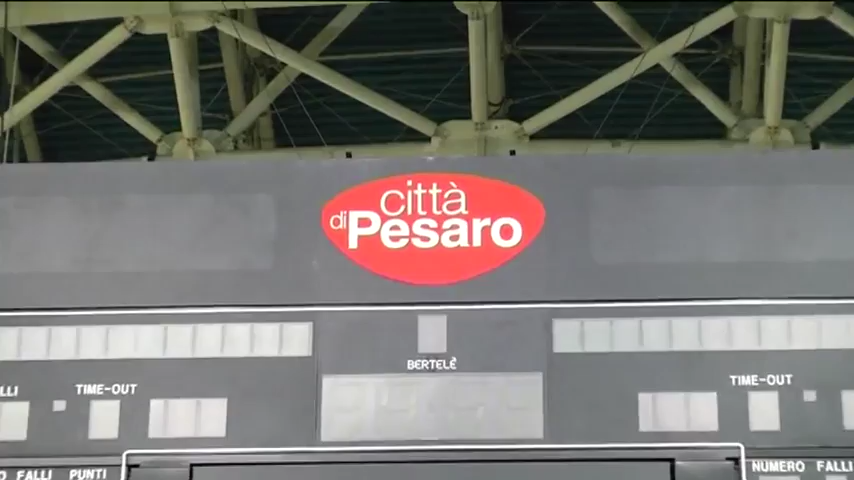 città
di Pesaro
BERTELÈ
TIME-OUT
TIME-OUT
FALLI PUNTI
NUMERO FALLI